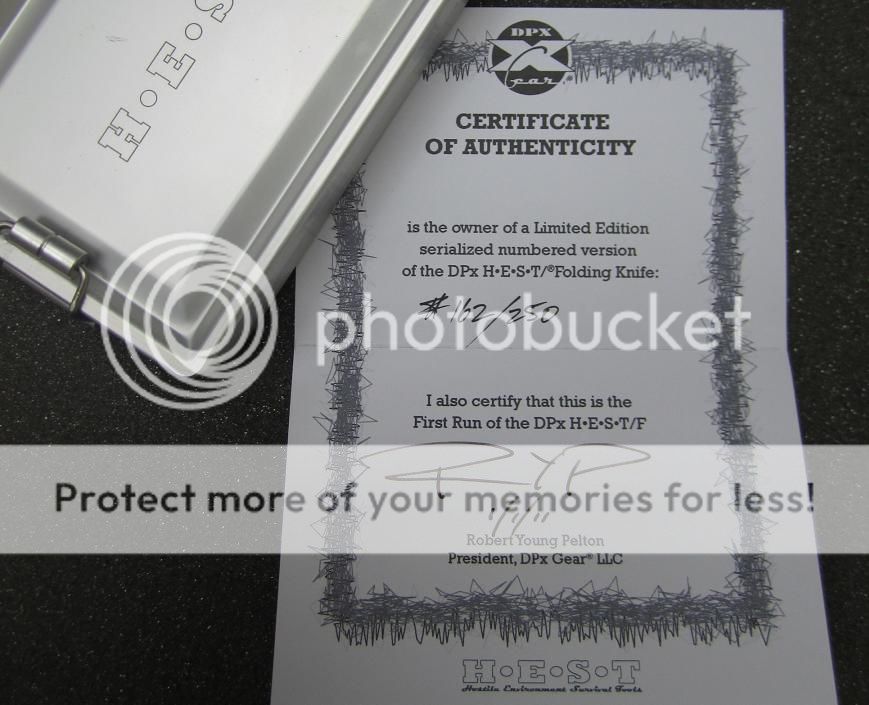 H•E•S
DPX
Gear
CERTIFICATE
OF AUTHENTICITY
is the owner of a Limited Edition
serialized numbered version
of the DPx H•E•S•T/®Folding Knife:
# 162/250
photobucket
I also certify that this is the
First Run of the DPx H•E•S•T/F
Protect more of your memories for less!
RYP
Robert Young Pelton
President, DPx Gear® LLC
H•E•S•T
Hostile Environment Survival Tools